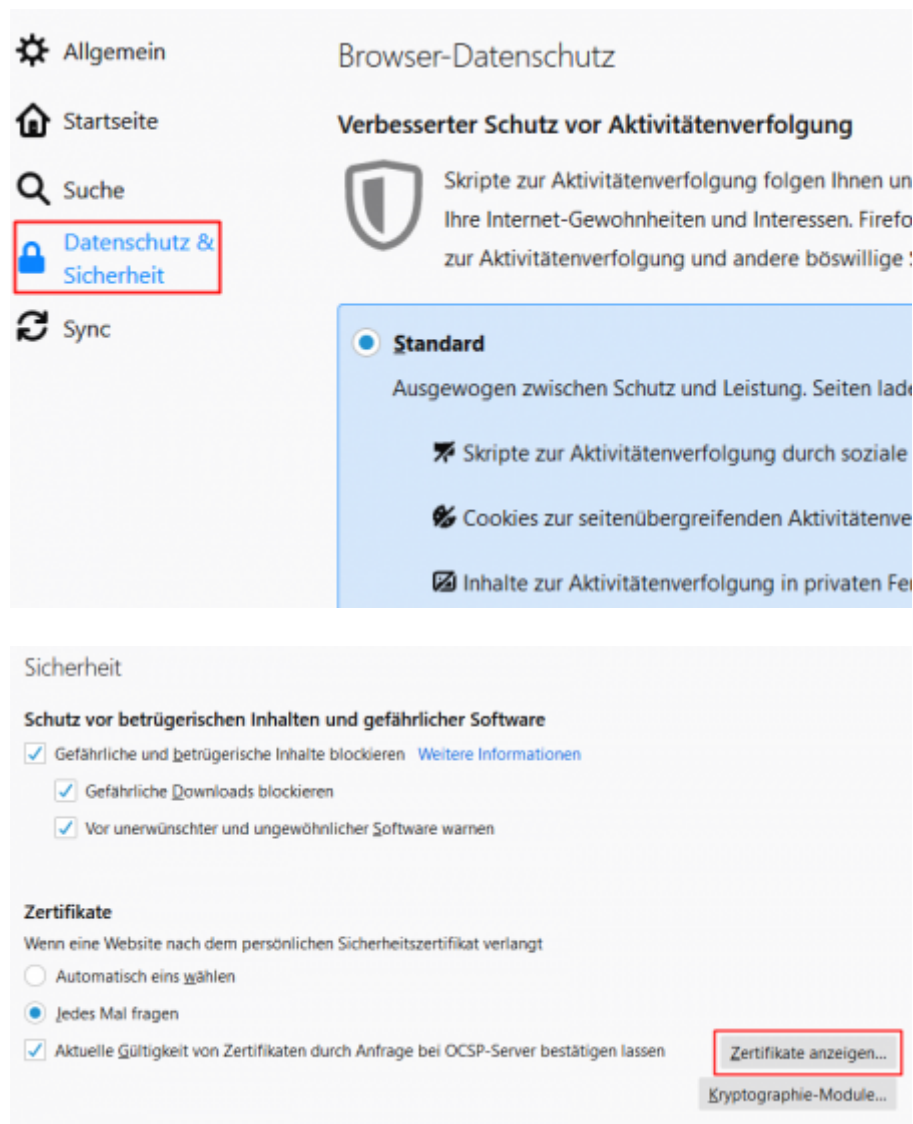 Allgemein
Startseite
Suche
Datenschutz &
Sicherheit
Sync
Browser-Datenschutz
Verbesserter Schutz vor Aktivitätenverfolgung
Skripte zur Aktivitätenverfolgung folgen Ihnen un
Ihre Internet-Gewohnheiten und Interessen. Firefo
zur Aktivitätenverfolgung und andere böswillige
Standard
Ausgewogen zwischen Schutz und Leistung. Seiten lade
Skripte zur Aktivitätenverfolgung durch soziale
Cookies zur seitenübergreifenden Aktivitätenve
Inhalte zur Aktivitätenverfolgung in privaten Fe
Sicherheit
Schutz vor betrügerischen Inhalten und gefährlicher Software
Gefährliche und betrügerische Inhalte blockieren Weitere Informationen
Gefährliche Downloads blockieren
Vor unerwünschter und ungewöhnlicher Software warnen
Zertifikate
Wenn eine Website nach dem persönlichen Sicherheitszertifikat verlangt
Automatisch eins wählen
Jedes Mal fragen
Aktuelle Gültigkeit von Zertifikaten durch Anfrage bei OCSP-Server bestätigen lassen
Zertifikate anzeigen...
Kryptographie-Module...